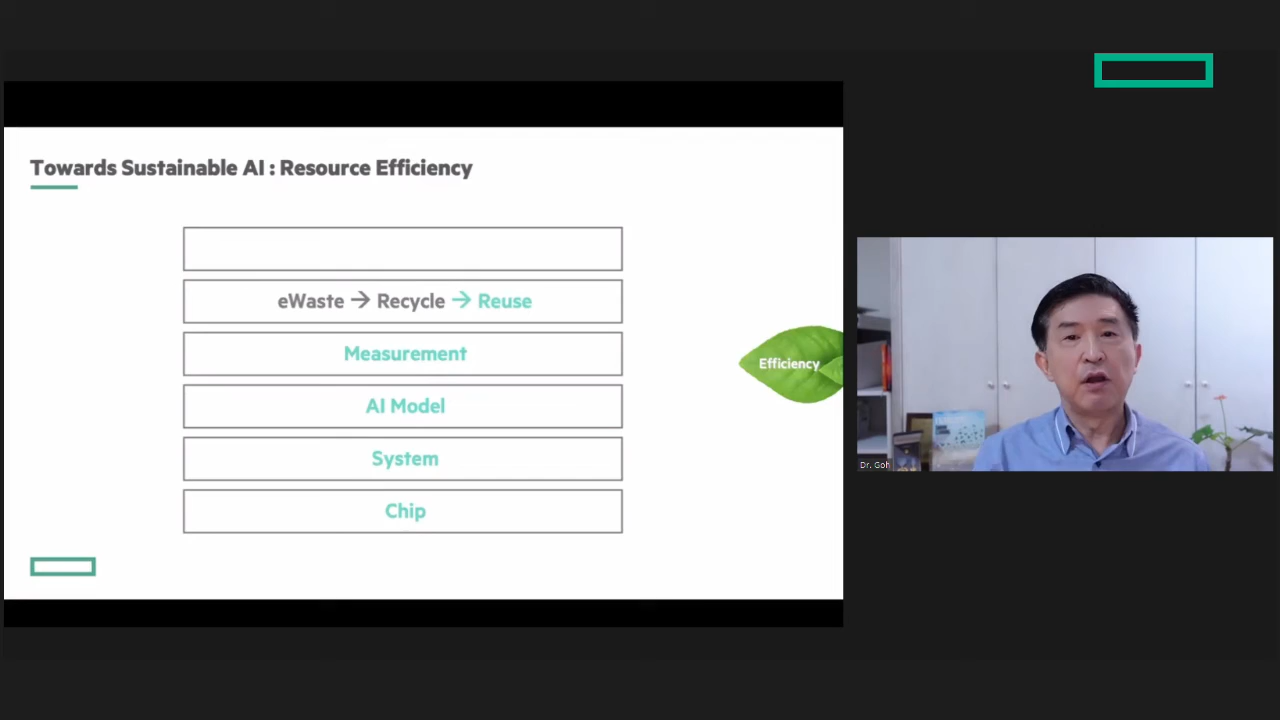 Towards Sustainable AI : Resource Efficiency
eWaste → Recycle → Reuse
Measurement
AI Model
System
Chip
Efficiency
Dr. Goh